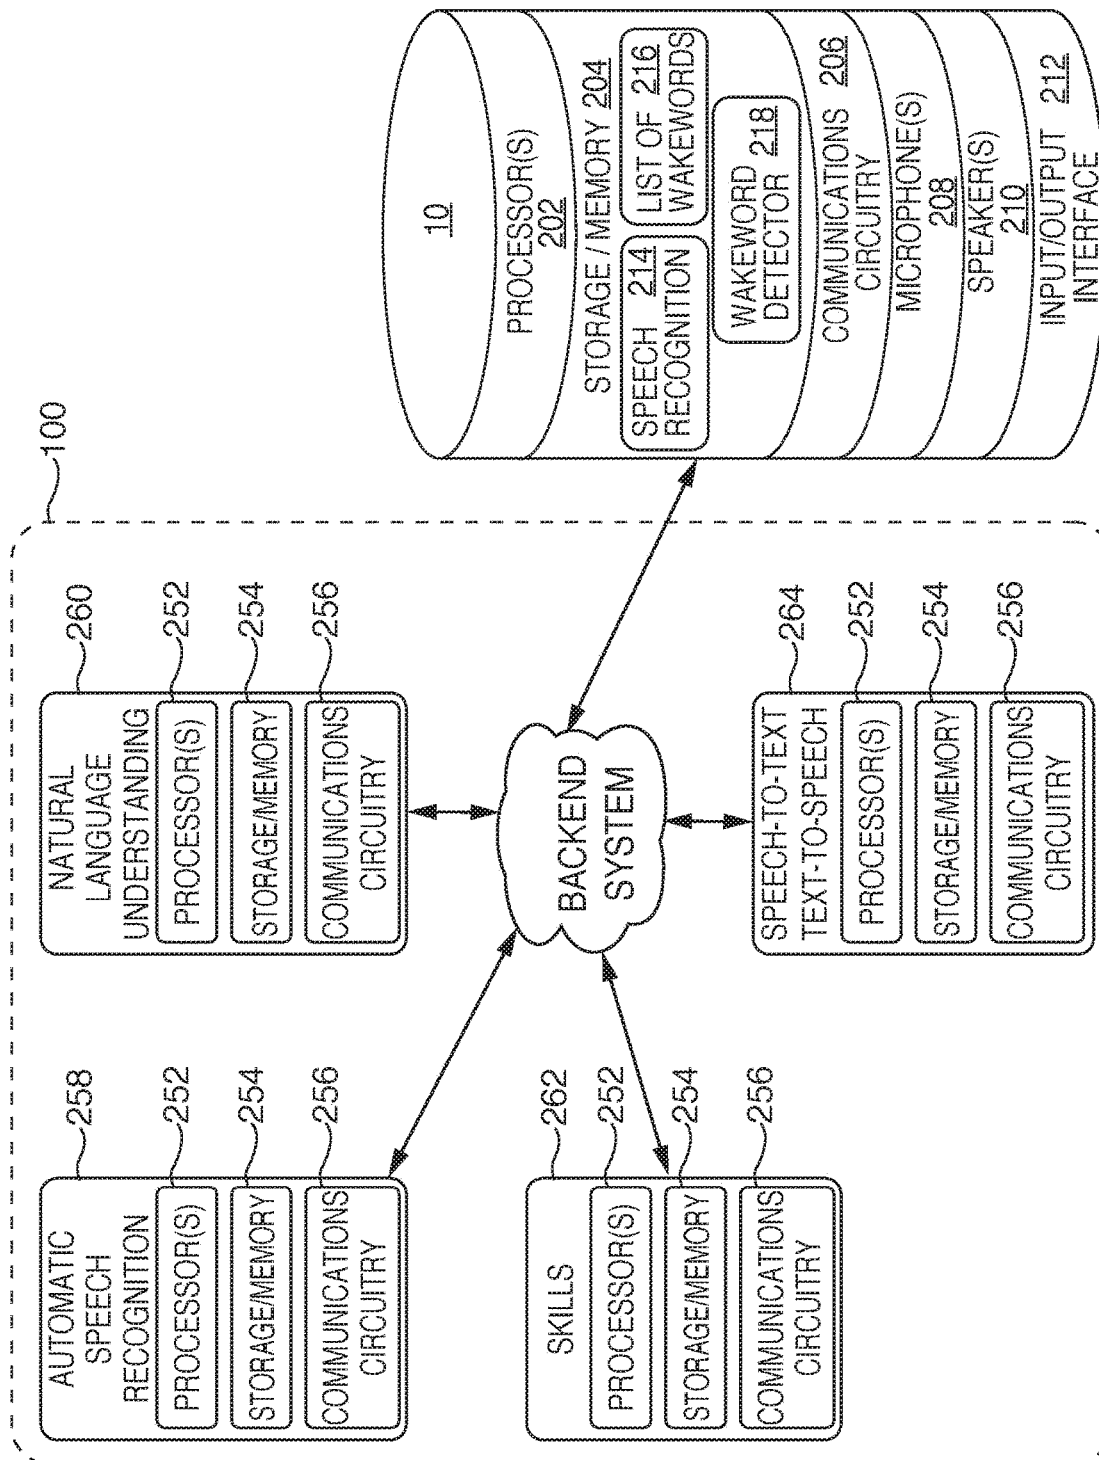 100
AUTOMATIC
SPEECH
RECOGNITION
258
PROCESSOR(S)
252
STORAGE/MEMORY
254
COMMUNICATIONS
CIRCUITRY
256
NATURAL
LANGUAGE
UNDERSTANDING
260
PROCESSOR(S)
252
STORAGE/MEMORY
254
COMMUNICATIONS
CIRCUITRY
256
BACKEND
SYSTEM
SKILLS
262
PROCESSOR(S)
252
STORAGE/MEMORY
254
COMMUNICATIONS
CIRCUITRY
256
SPEECH-TO-TEXT
TEXT-TO-SPEECH
264
PROCESSOR(S)
252
STORAGE/MEMORY
254
COMMUNICATIONS
CIRCUITRY
256
10
PROCESSOR(S)
202
STORAGE / MEMORY 204
SPEECH 214
RECOGNITION
LIST OF 216
WAKEWORDS
WAKEWORD
DETECTOR 218
COMMUNICATIONS 206
CIRCUITRY
MICROPHONE(S)
208
SPEAKER(S)
210
INPUT/OUTPUT 212
INTERFACE